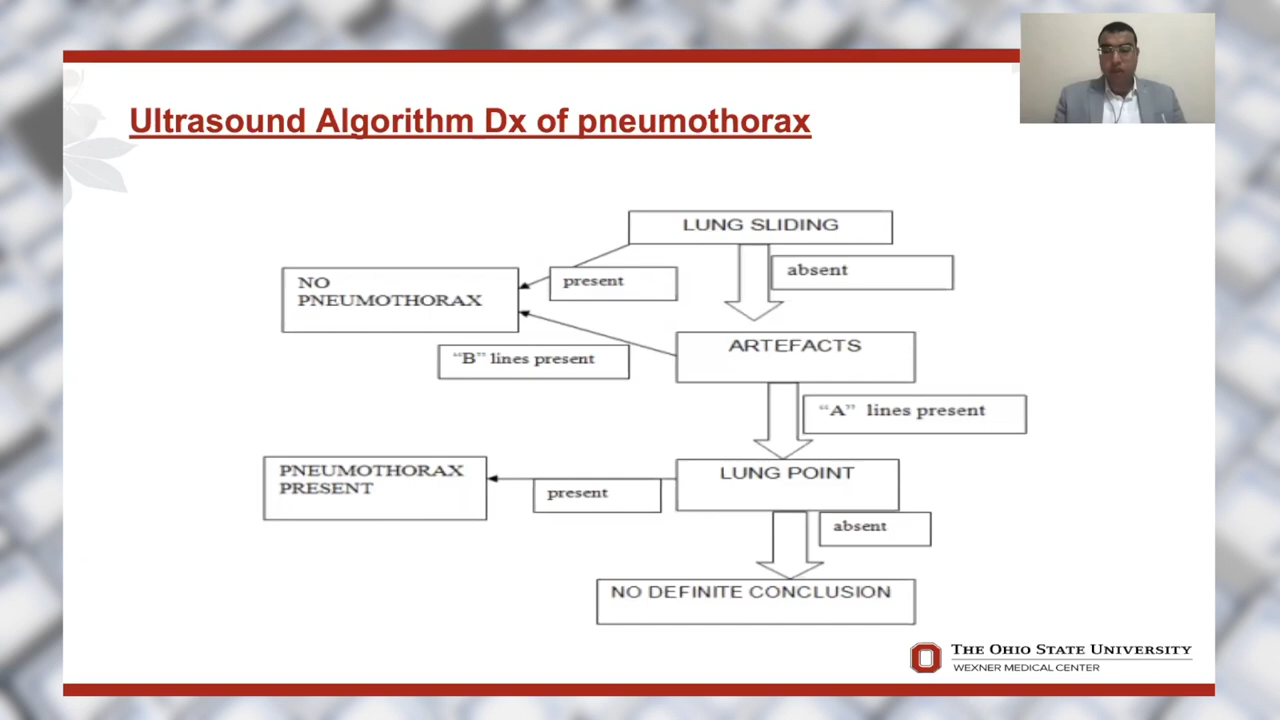 Ultrasound Algorithm Dx of pneumothorax
LUNG SLIDING
absent
present
NO
PNEUMOTHORAX
ARTEFACTS
“B” lines present
“A” lines present
LUNG POINT
PNEUMOTHORAX
PRESENT
present
absent
NO DEFINITE CONCLUSION
THE OHIO STATE UNIVERSITY
WEXNER MEDICAL CENTER